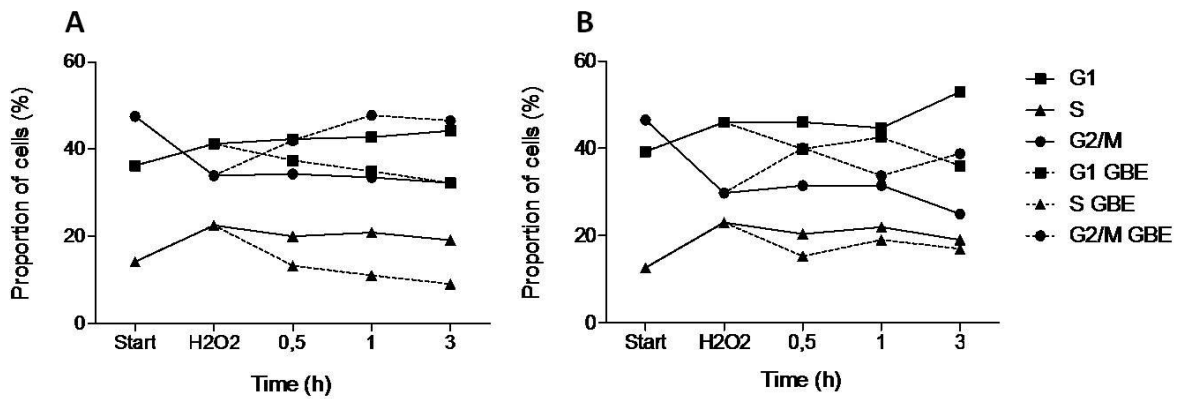 A
Proportion of cells (%)
60
40
20
0
Start H2O2 0,5 1 3
Time (h)
B
Proportion of cells (%)
60
40
20
0
Start H2O2 0,5 1 3
Time (h)
G1
S
G2/M
G1 GBE
S GBE
G2/M GBE